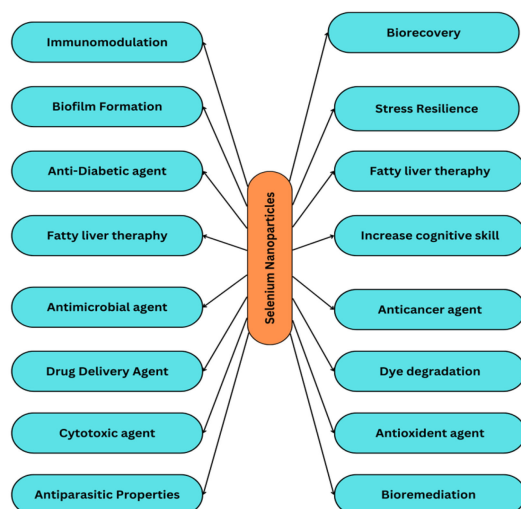 Immunomodulation
Biofilm Formation
Anti-Diabetic agent
Fatty liver theraphy
Antimicrobial agent
Drug Delivery Agent
Cytotoxic agent
Antiparasitic Properties
Selenium Nanoparticles
Biorecovery
Stress Resilience
Fatty liver theraphy
Increase cognitive skill
Anticancer agent
Dye degradation
Antioxident agent
Bioremediation